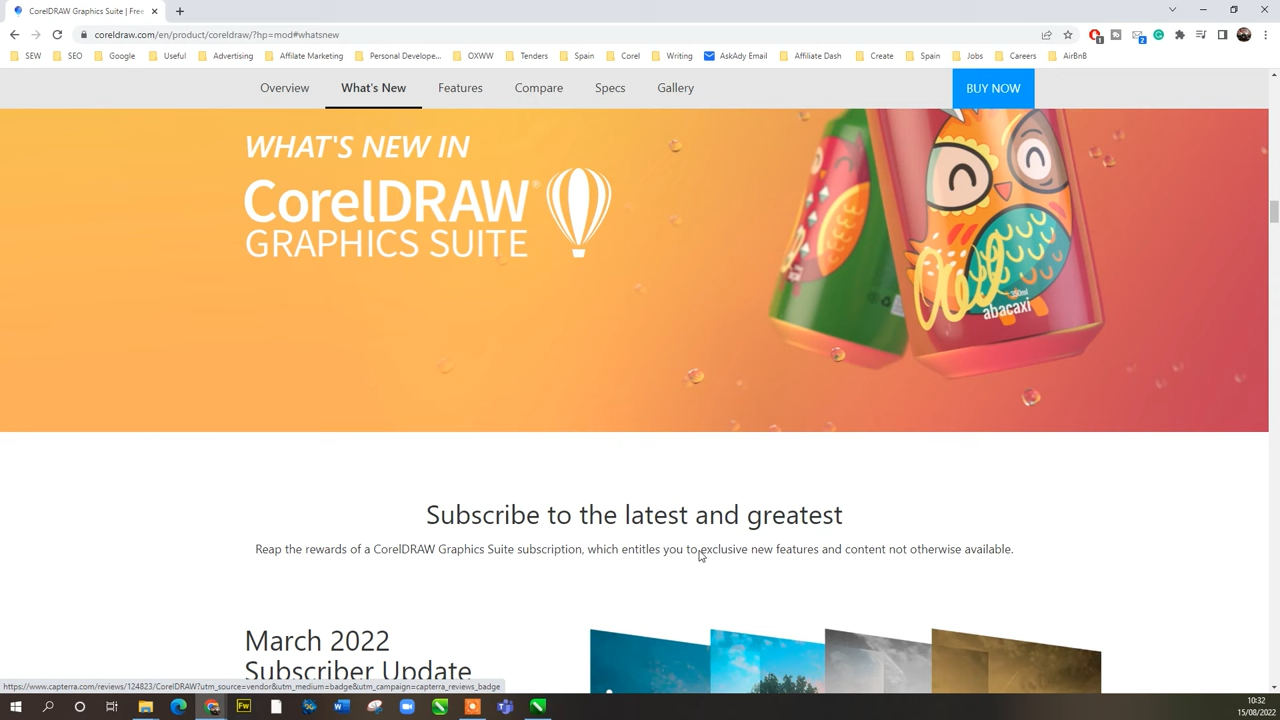 CorelDRAW Graphics Suite | Free
coreldraw.com/en/product/coreldraw/?hp=mod#whatsnew
SEW SEO Google Useful Advertising Affilate Marketing Personal Develope... OXWW Tenders Spain Corel Writing AskAdy Email Affiliate Dash Create Spain Jobs Careers AirBnB
Overview What's New Features Compare Specs Gallery BUY NOW
WHAT'S NEW IN
CorelDRAW®
GRAPHICS SUITE
350ml
abacaxi
Subscribe to the latest and greatest
Reap the rewards of a CorelDRAW Graphics Suite subscription, which entitles you to exclusive new features and content not otherwise available.
March 2022
Subscriber Update
https://www.capterra.com/reviews/124823/CorelDRAW?utm_source=vendor&utm_medium=badge&utm_campaign=capterra_reviews_badge
Fw
10:32
15/08/2022